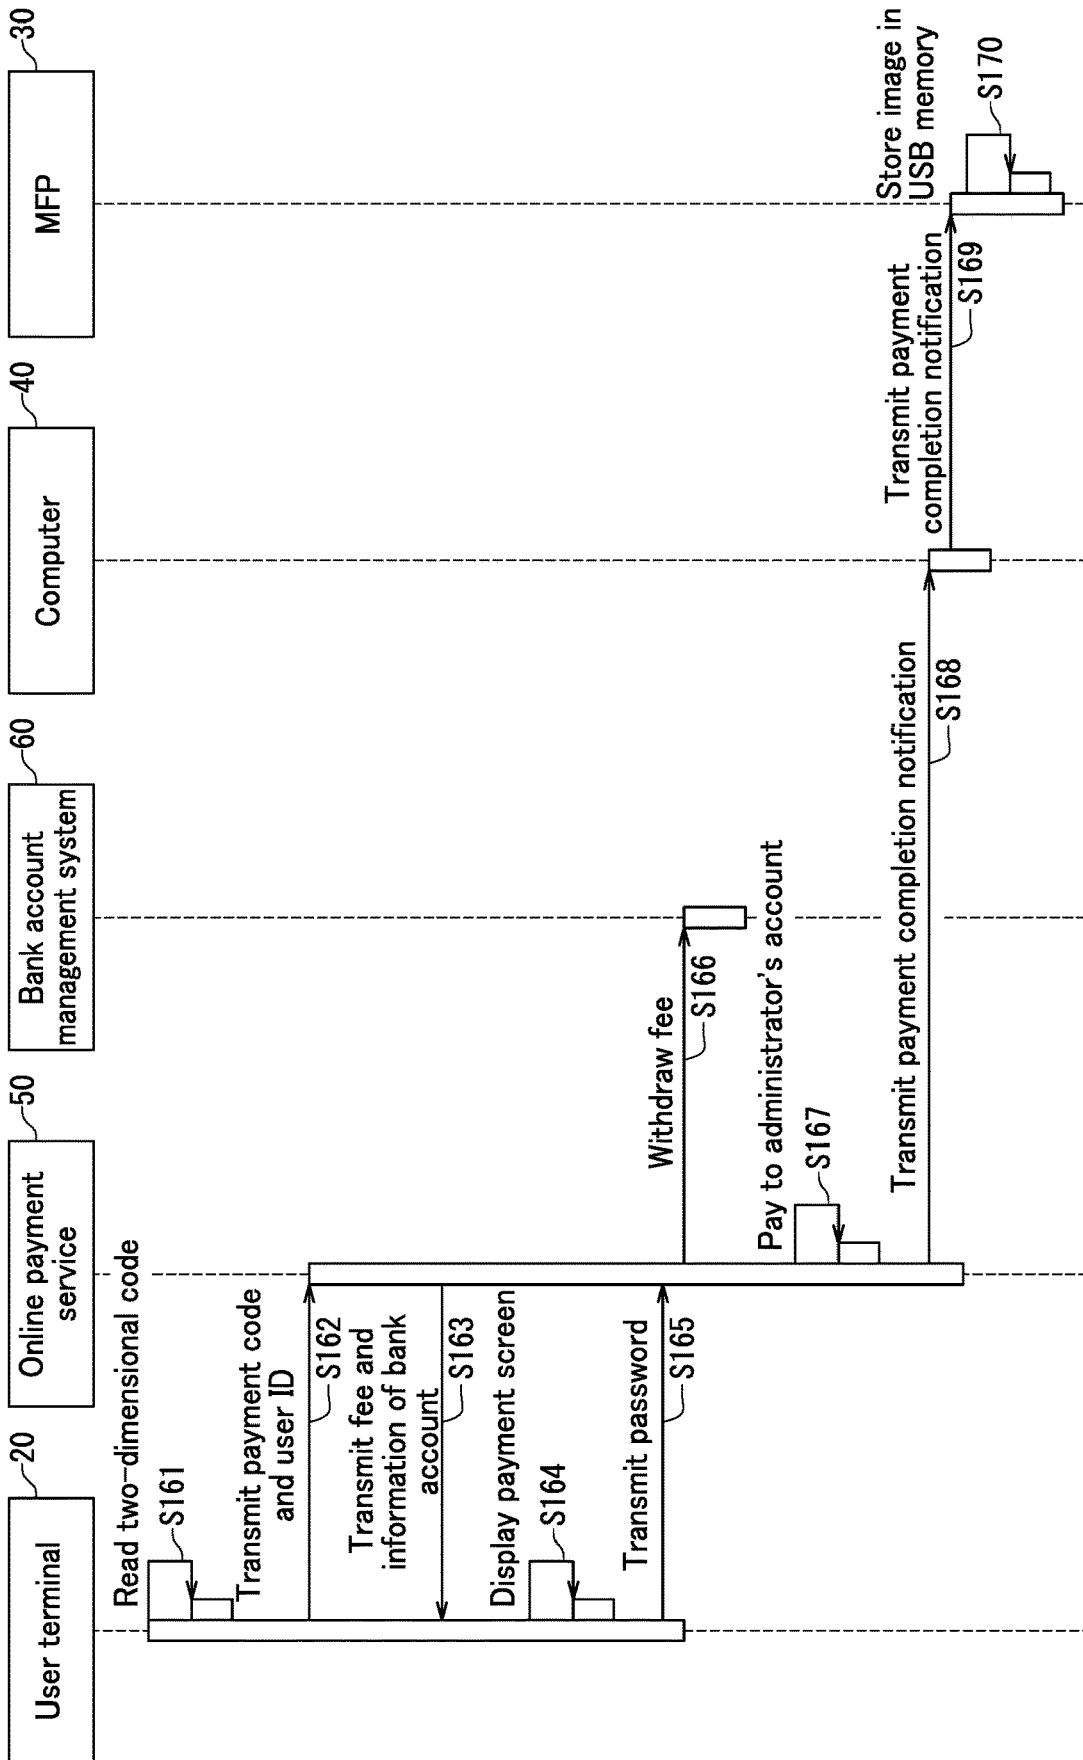 User terminal
20
Online payment
service
50
Bank account
management system
60
Computer
40
MFP
30
Read two-dimensional code
S161
Transmit payment code
and user ID
S162
Transmit fee and
information of bank
account
S163
Display payment screen
S164
Transmit password
S165
Withdraw fee
S166
Pay to administrator's account
S167
Transmit payment completion notification
S168
Transmit payment
completion notification
S169
Store image in
USB memory
S170